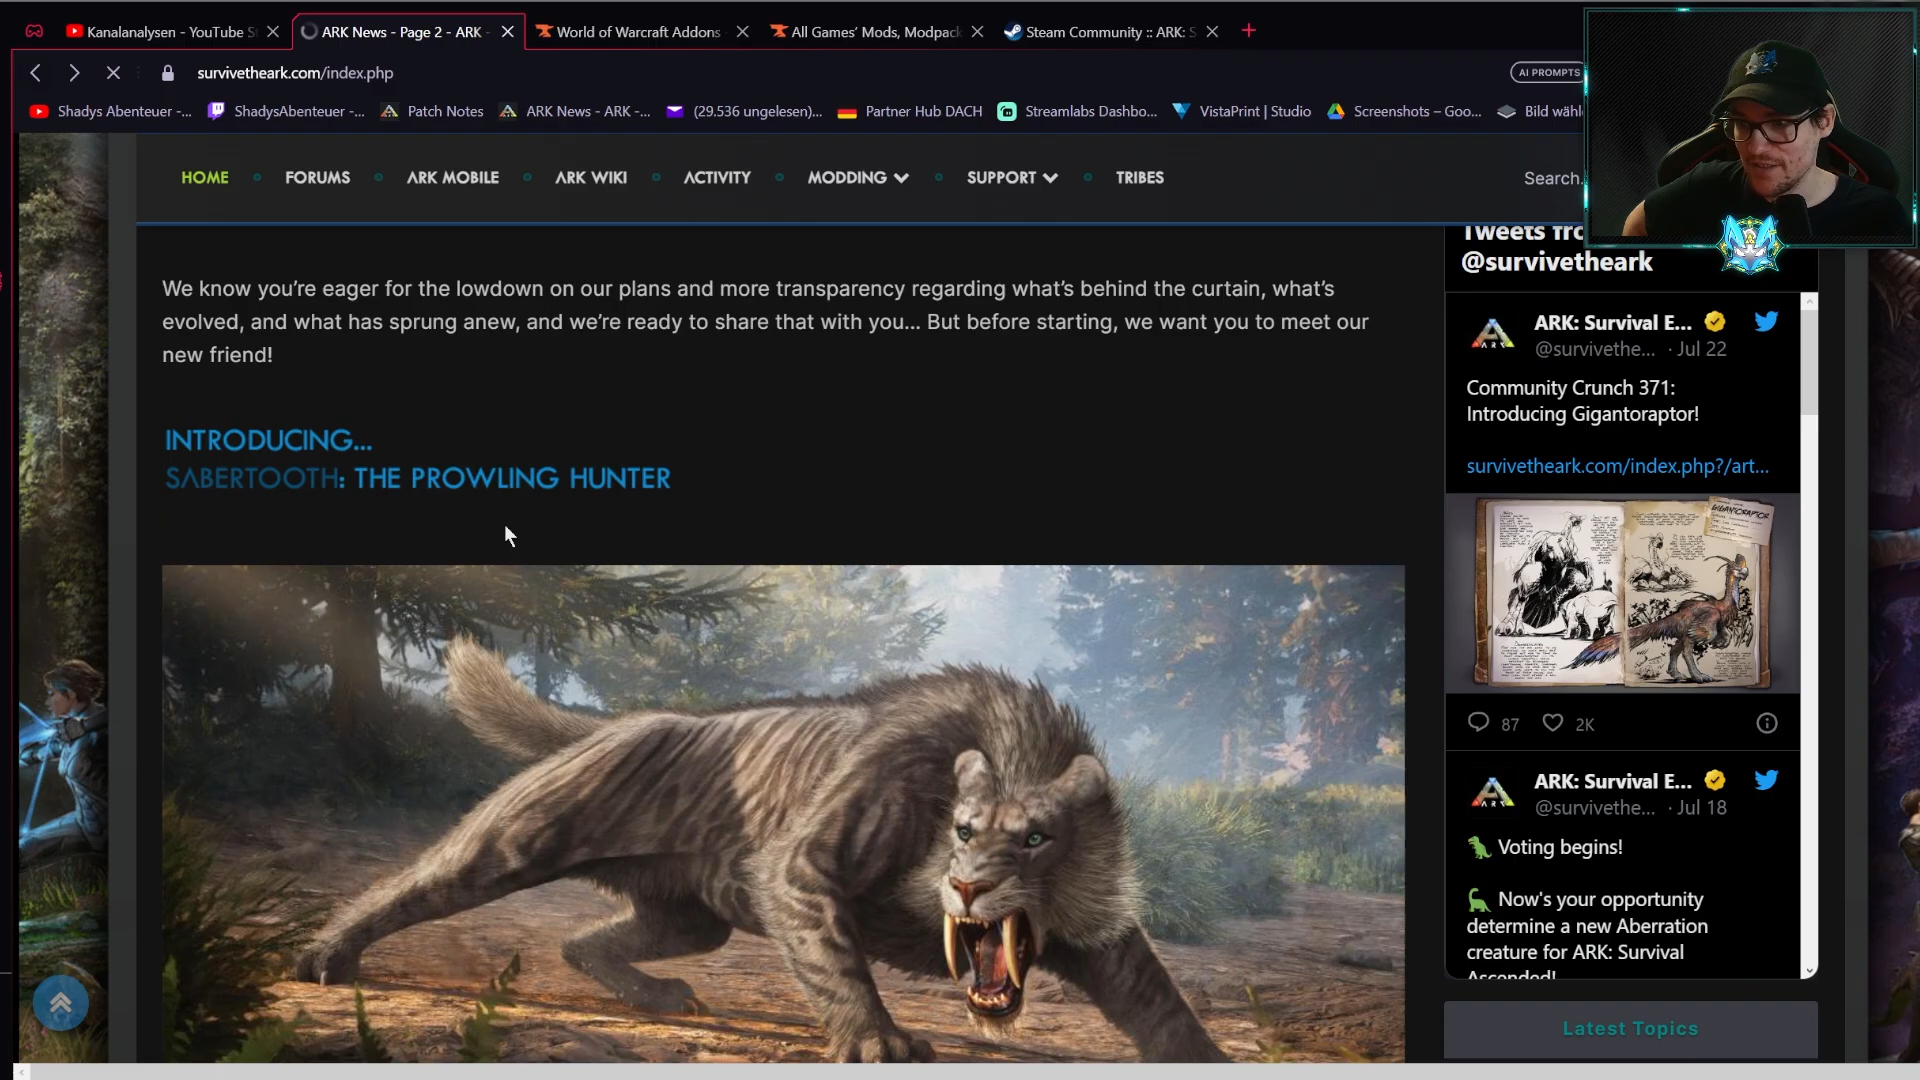 Kanalanalysen - YouTube S
ARK News - Page 2 - ARK -
World of Warcraft Addons
All Games' Mods, Modpack
Steam Community :: ARK: S
survivetheark.com/index.php
AI PROMPTS
Shadys Abenteuer -...
ShadysAbenteuer -...
Patch Notes
ARK News - ARK -...
(29.536 ungelesen)...
Partner Hub DACH
Streamlabs Dashbo...
VistaPrint | Studio
Screenshots – Goo...
Bild wähl
HOME
FORUMS
ARK MOBILE
ARK WIKI
ACTIVITY
MODDING
SUPPORT
TRIBES
Search.
We know you're eager for the lowdown on our plans and more transparency regarding what's behind the curtain, what's
evolved, and what has sprung anew, and we're ready to share that with you... But before starting, we want you to meet our
new friend!
INTRODUCING...
SABERTOOTH: THE PROWLING HUNTER
Tweets fro
@survivetheark
ARK: Survival E...
@survivethe... · Jul 22
Community Crunch 371:
Introducing Gigantoraptor!
survivetheark.com/index.php?/art...
GIGANTORAPTOR
87
2K
ARK: Survival E...
@survivethe... · Jul 18
Voting begins!
Now's your opportunity
determine a new Aberration
creature for ARK: Survival
Ascended!
Latest Topics